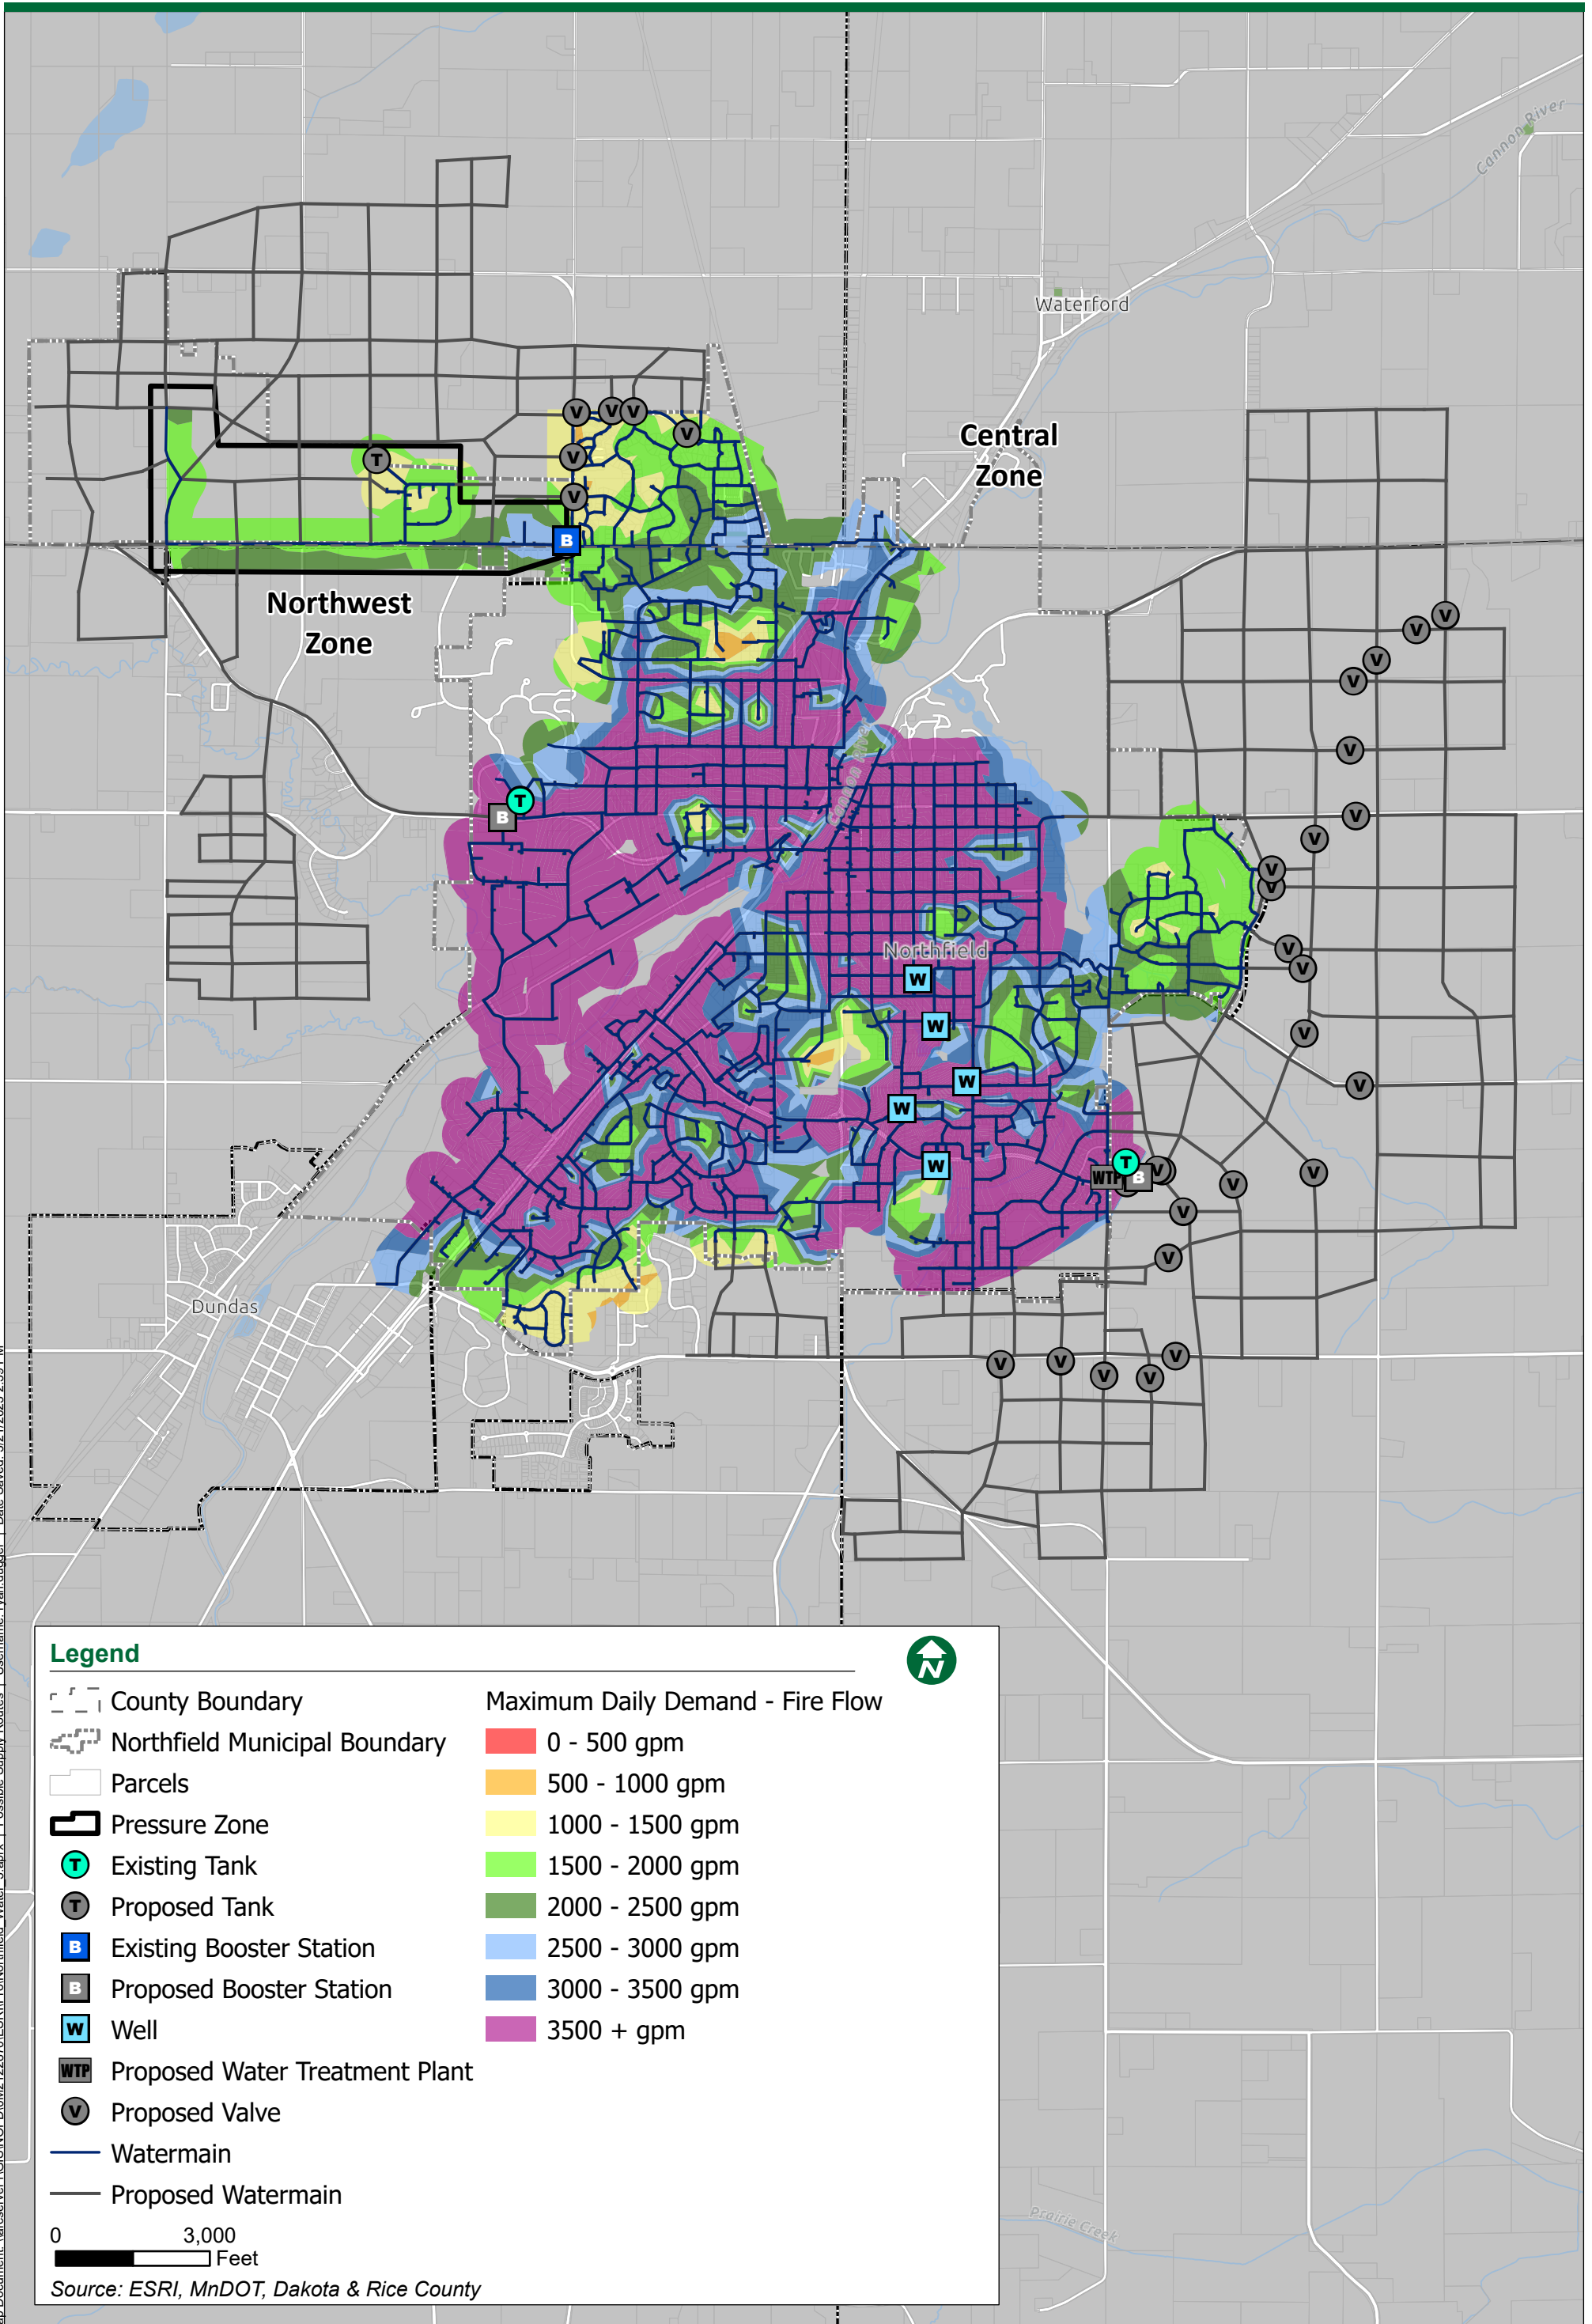 Cannon River
Waterford
Central
Zone
V V V
V
V
T
V
B
Northwest
Zone
V
V
V
V
V
T
B
Cannon River
V
V
V
V
Northfield
V
V
W
W
V
W
V
W
W
T
WTP
B
V
V
V
V
V
Dundas
V
V
V
V
V
Legend
N
County Boundary
Northfield Municipal Boundary
Parcels
Pressure Zone
T Existing Tank
T Proposed Tank
B Existing Booster Station
B Proposed Booster Station
W Well
WTP Proposed Water Treatment Plant
V Proposed Valve
Watermain
Proposed Watermain
Maximum Daily Demand - Fire Flow
0 - 500 gpm
500 - 1000 gpm
1000 - 1500 gpm
1500 - 2000 gpm
2000 - 2500 gpm
2500 - 3000 gpm
3000 - 3500 gpm
3500 + gpm
0 3,000
Feet
Source: ESRI, MnDOT, Dakota & Rice County
Prairie Creek